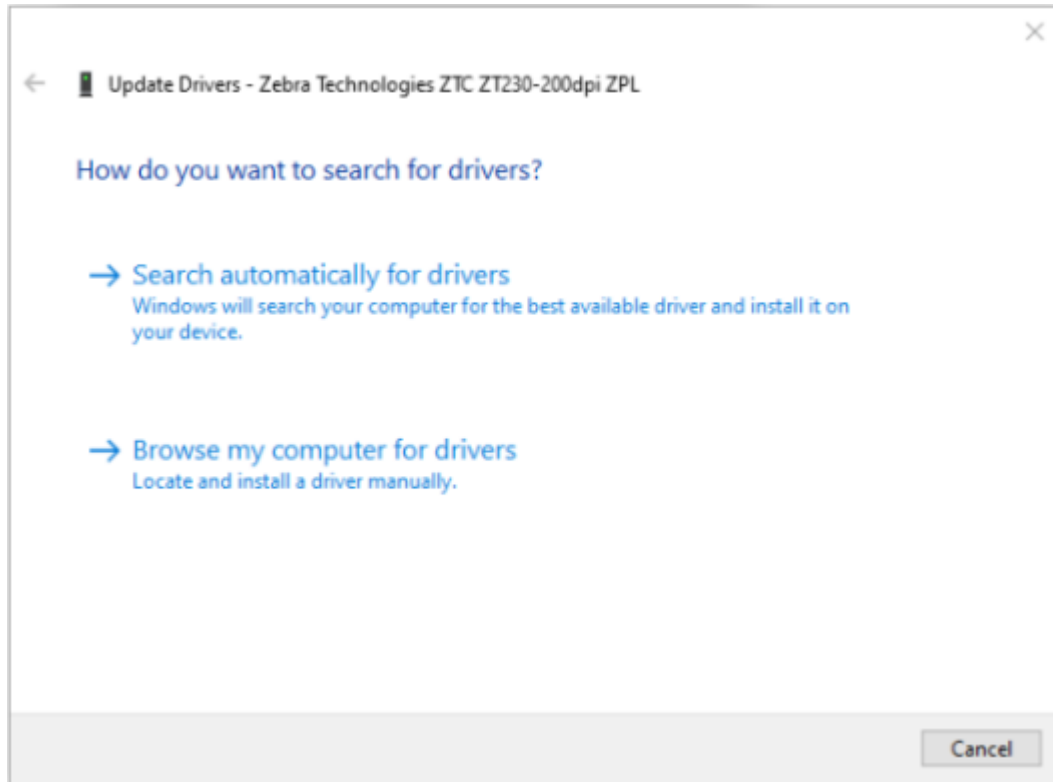 Update Drivers - Zebra Technologies ZTC ZT230-200dpi ZPL
How do you want to search for drivers?
Search automatically for drivers
Windows will search your computer for the best available driver and install it on
your device.
Browse my computer for drivers
Locate and install a driver manually.
Cancel